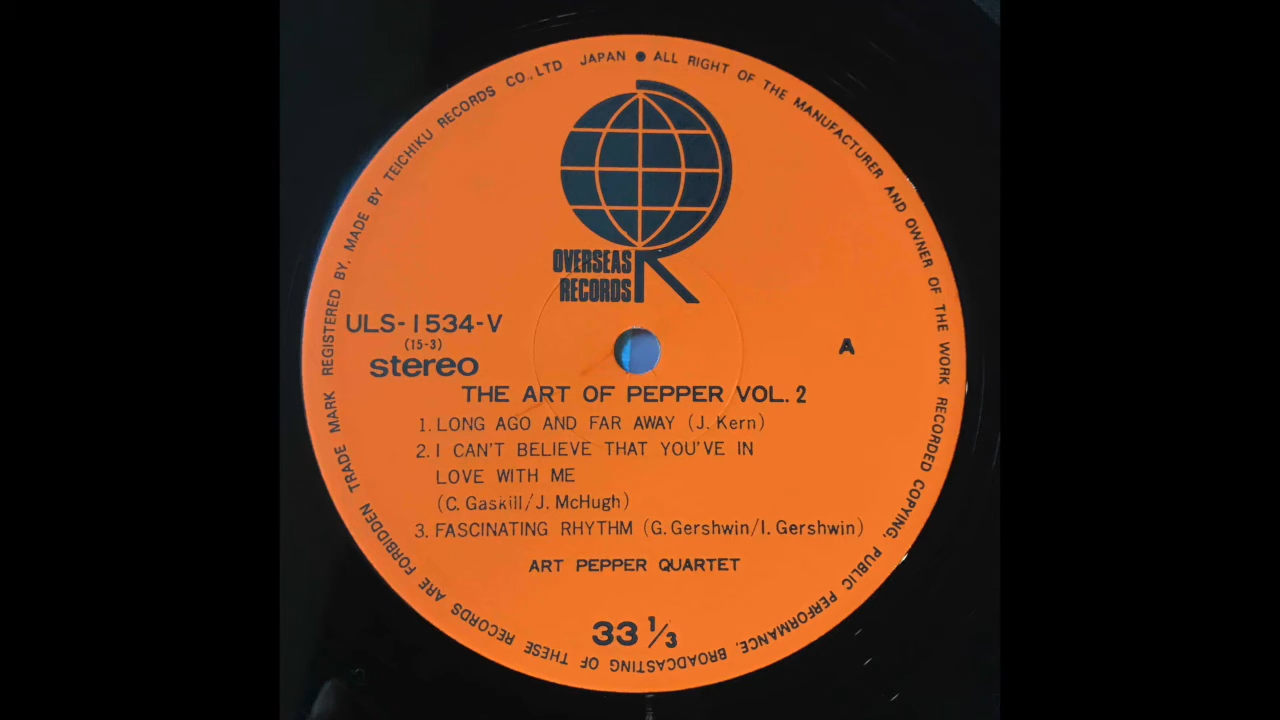 TRADE MARK REGISTERED BY, MADE BY TEICHIKU RECORDS CO., LTD JAPAN ● ALL RIGHT OF THE MANUFACTURER AND OWNER OF THE WORK RECORDED COPYING, PUBLIC PERFORMANCE, BROADCASTING OF THESE RECORDS ARE FORBIDDEN
OVERSEAS
RECORDS
R
ULS-1534-V
(15-3)
stereo
A
THE ART OF PEPPER VOL. 2
1. LONG AGO AND FAR AWAY (J. Kern)
2. I CAN'T BELIEVE THAT YOU'VE IN
LOVE WITH ME
(C. Gaskill/J. McHugh)
3. FASCINATING RHYTHM (G. Gershwin/I. Gershwin)
ART PEPPER QUARTET
33 1/3